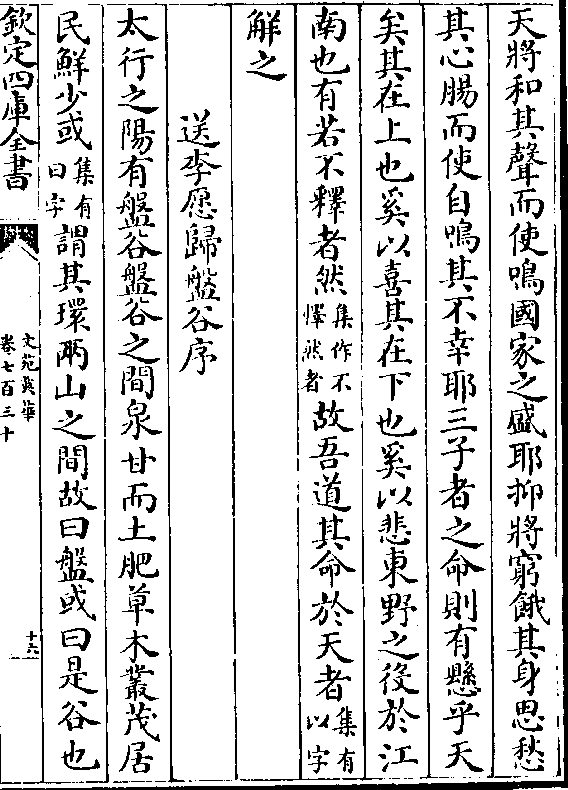 天將和其聲而使鳴國家之盛耶抑將窮餓其身思愁
其心腸而使自鳴其不幸耶三子者之命則有懸乎天
矣其在上也奚以喜其在下也奚以悲東野之役於江
南也有若不釋者然集作不懌然者故吾道其命於天者集有以字
解之
送李愿歸盤谷序
太行之陽有盤谷盤谷之間泉甘而土肥草木叢茂居
民鮮少或集有曰字謂其環兩山之間故曰盤或曰是谷也
欽定四庫全書
文苑英華
卷七百三十
十六